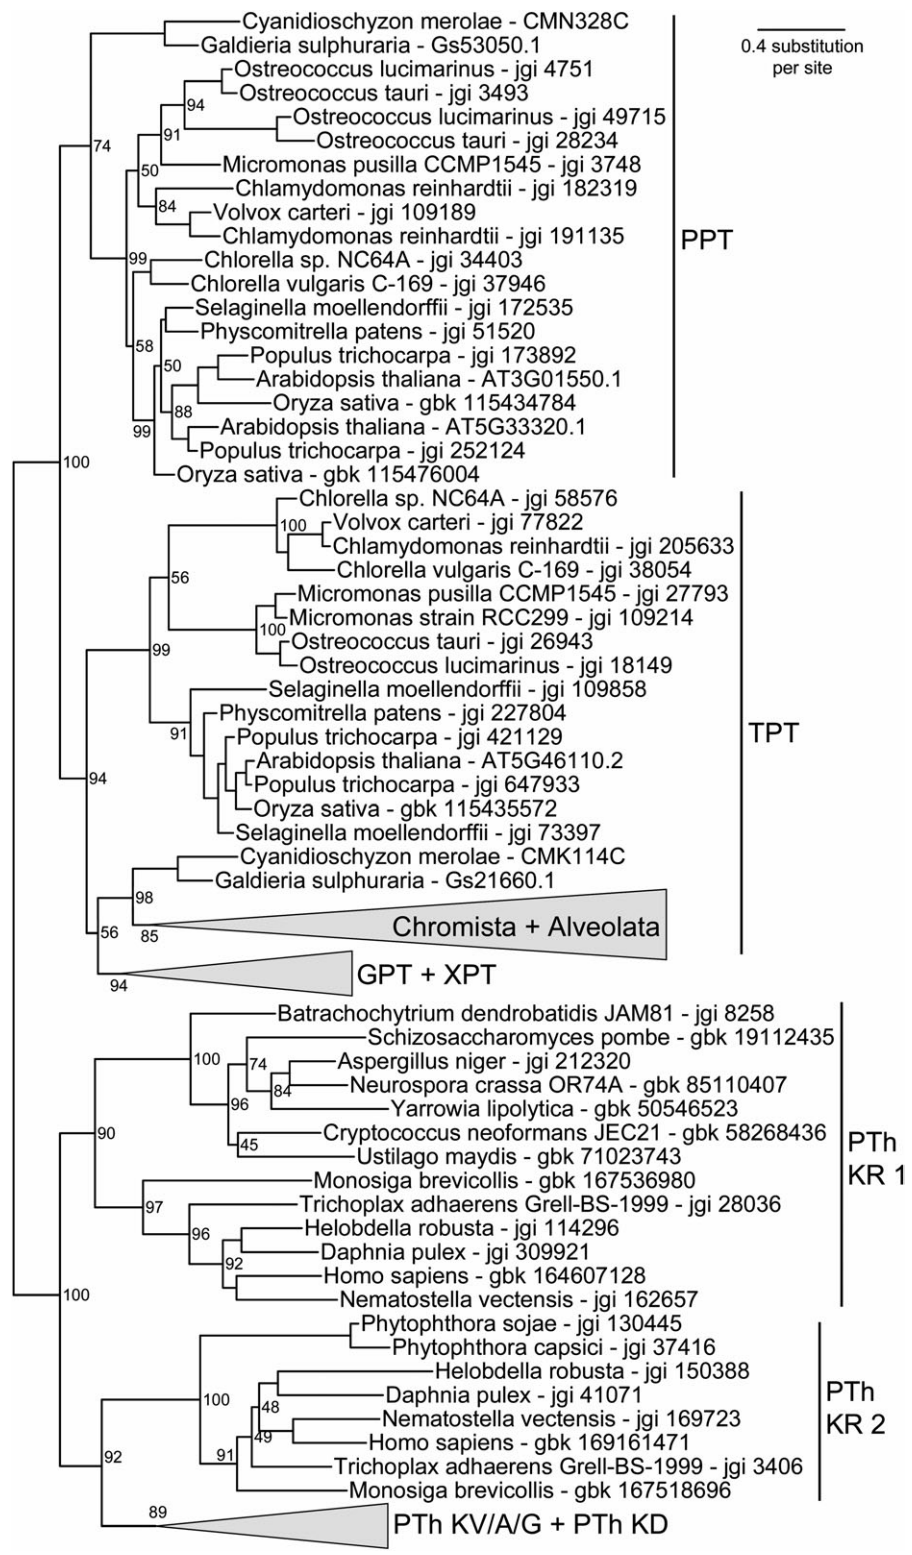 Cyanidioschyzon merolae - CMN328C
Galdieria sulphuraria - Gs53050.1
0.4 substitution
per site
Ostreococcus lucimarinus - jgi 4751
Ostreococcus tauri - jgi 3493
94
Ostreococcus lucimarinus - jgi 49715
91
Ostreococcus tauri - jgi 28234
74
Micromonas pusilla CCMP1545 - jgi 3748
50
Chlamydomonas reinhardtii - jgi 182319
84
Volvox carteri - jgi 109189
Chlamydomonas reinhardtii - jgi 191135
PPT
99
Chlorella sp. NC64A - jgi 34403
Chlorella vulgaris C-169 - jgi 37946
Selaginella moellendorffii - jgi 172535
Physcomitrella patens - jgi 51520
58
Populus trichocarpa - jgi 173892
50
Arabidopsis thaliana - AT3G01550.1
Oryza sativa - gbk 115434784
88
Arabidopsis thaliana - AT5G33320.1
99
Populus trichocarpa - jgi 252124
100
Oryza sativa - gbk 115476004
Chlorella sp. NC64A - jgi 58576
100
Volvox carteri - jgi 77822
Chlamydomonas reinhardtii - jgi 205633
56
Chlorella vulgaris C-169 - jgi 38054
Micromonas pusilla CCMP1545 - jgi 27793
Micromonas strain RCC299 - jgi 109214
100
Ostreococcus tauri - jgi 26943
99
Ostreococcus lucimarinus - jgi 18149
Selaginella moellendorffii - jgi 109858
Physcomitrella patens - jgi 227804
91
Populus trichocarpa - jgi 421129
TPT
Arabidopsis thaliana - AT5G46110.2
94
Populus trichocarpa - jgi 647933
Oryza sativa - gbk 115435572
Selaginella moellendorffii - jgi 73397
Cyanidioschyzon merolae - CMK114C
Galdieria sulphuraria - Gs21660.1
98
Chromista + Alveolata
56
85
GPT + XPT
94
Batrachochytrium dendrobatidis JAM81 - jgi 8258
Schizosaccharomyces pombe - gbk 19112435
100
74
Aspergillus niger - jgi 212320
Neurospora crassa OR74A - gbk 85110407
84
96
Yarrowia lipolytica - gbk 50546523
90
Cryptococcus neoformans JEC21 - gbk 58268436
45
Ustilago maydis - gbk 71023743
PTh
KR 1
Monosiga brevicollis - gbk 167536980
97
Trichoplax adhaerens Grell-BS-1999 - jgi 28036
96
Helobdella robusta - jgi 114296
Daphnia pulex - jgi 309921
92
Homo sapiens - gbk 164607128
100
Nematostella vectensis - jgi 162657
Phytophthora sojae - jgi 130445
Phytophthora capsici - jgi 37416
Helobdella robusta - jgi 150388
100
Daphnia pulex - jgi 41071
48
PTh
KR 2
Nematostella vectensis - jgi 169723
49
Homo sapiens - gbk 169161471
92
91
Trichoplax adhaerens Grell-BS-1999 - jgi 3406
Monosiga brevicollis - gbk 167518696
89
PTh KV/A/G + PTh KD